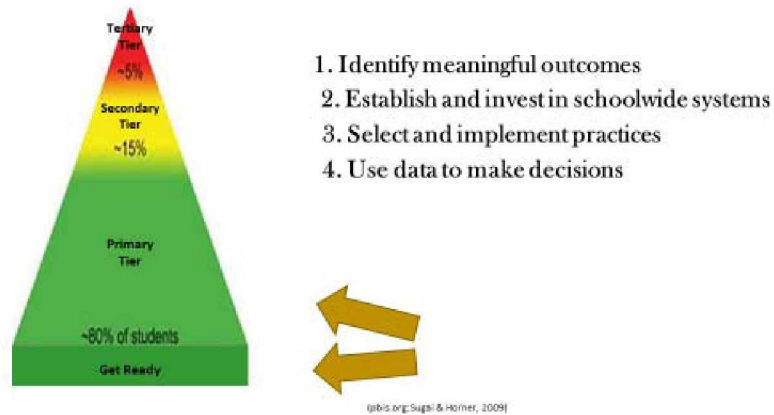 Tertiary
Tier
~5%
Secondary
Tier
~15%
Primary
Tier
~80% of students
Get Ready
1. Identify meaningful outcomes
2. Establish and invest in schoolwide systems
3. Select and implement practices
4. Use data to make decisions
(pbis.org; Sugai & Horner, 2009)